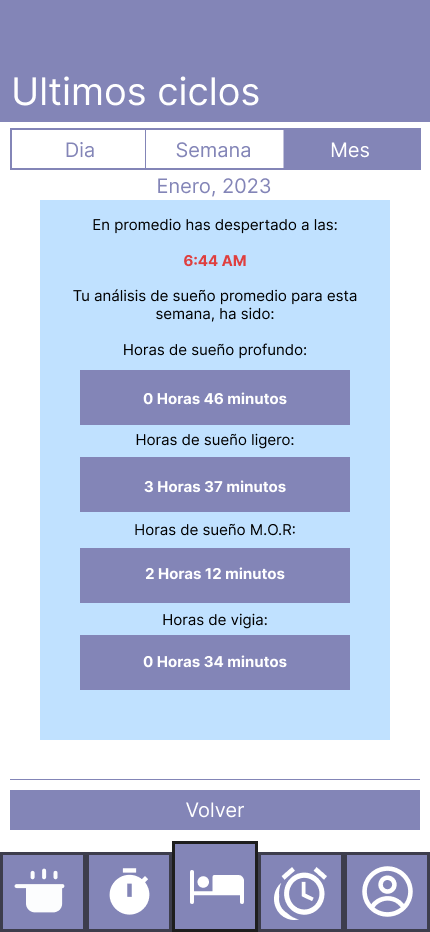 Ultimos ciclos
Dia
Semana
Mes
Enero, 2023
En promedio has despertado a las:
6:44 AM
Tu análisis de sueño promedio para esta
semana, ha sido:
Horas de sueño profundo:
0 Horas 46 minutos
Horas de sueño ligero:
3 Horas 37 minutos
Horas de sueño M.O.R:
2 Horas 12 minutos
Horas de vigia:
0 Horas 34 minutos
Volver